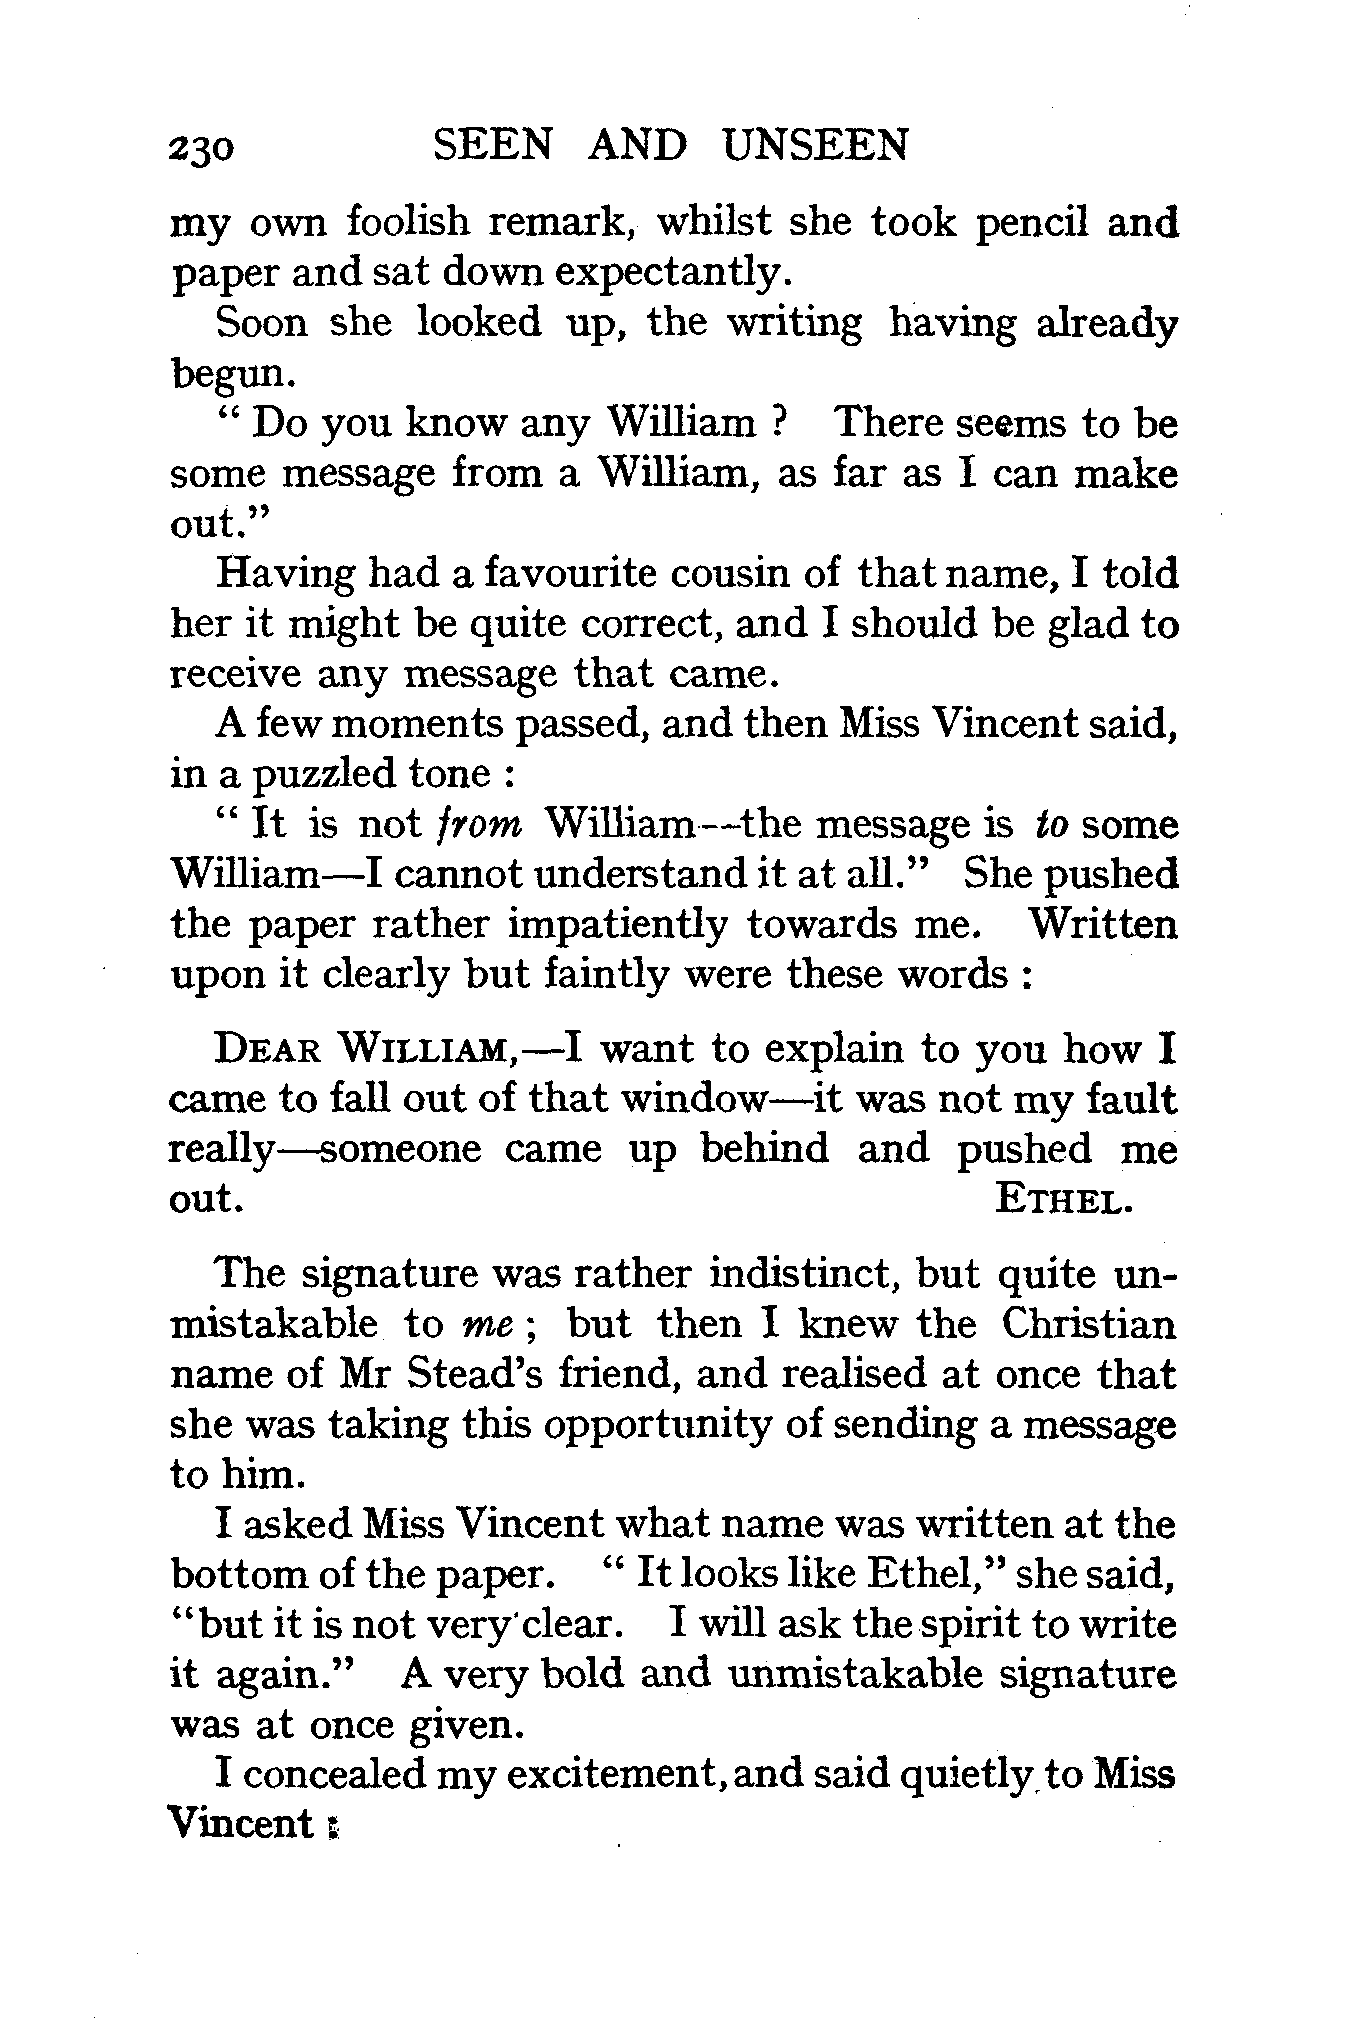 230 SEEN AND UNSEEN
my own foolish remark, whilst she took pencil and
paper and sat down expectantly.
Soon she looked up, the writing having already
begun.
" Do you know any William ? There seems to be
some message from a William, as far as I can make
out."
Having had a favourite cousin of that name, I told
her it might be quite correct, and I should be glad to
receive any message that came.
A few moments passed, and then Miss Vincent said,
in a puzzled tone :
" It is not from William—the message is to some
William—I cannot understand it at all." She pushed
the paper rather impatiently towards me. Written
upon it clearly but faintly were these words :
DEAR WILLIAM,—I want to explain to you how I
came to fall out of that window—it was not my fault
really—someone came up behind and pushed me
out. ETHEL.
The signature was rather indistinct, but quite un-
mistakable to me ; but then I knew the Christian
name of Mr Stead's friend, and realised at once that
she was taking this opportunity of sending a message
to him.
I asked Miss Vincent what name was written at the
bottom of the paper. " It looks like Ethel," she said,
"but it is not very clear. I will ask the spirit to write
it again." A very bold and unmistakable signature
was at once given.
I concealed my excitement, and said quietly to Miss
Vincent :